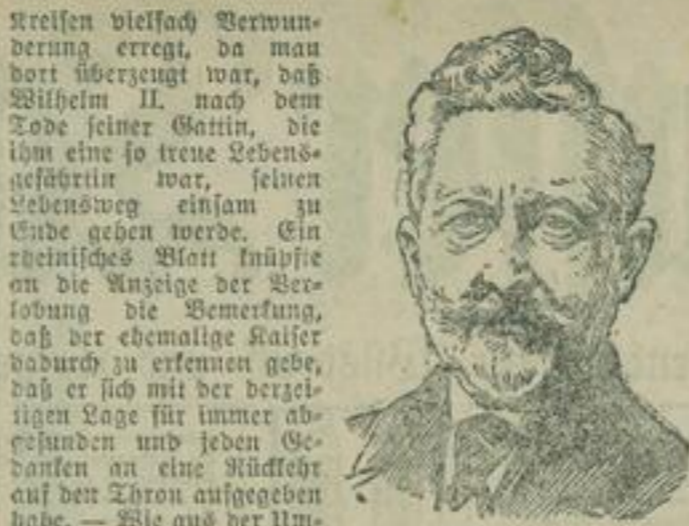 Kreisen vielfach Verwun-
derung erregt, da man
dort überzeugt war, daß
Wilhelm II. nach dem
Tode seiner Gattin, die
ihm eine so treue Lebens-
gefährtin war, seinen
Lebensweg einsam zu
Ende gehen werde. Ein
rheinisches Blatt knüpfte
an die Anzeige der Ver-
lobung die Bemerkung,
daß der ehemalige Kaiser
dadurch zu erkennen gebe,
daß er sich mit der derzei-
tigen Lage für immer ab-
gefunden und jeden Ge-
danken an eine Rückkehr
auf den Thron aufgegeben
habe. — Wie aus der Um-